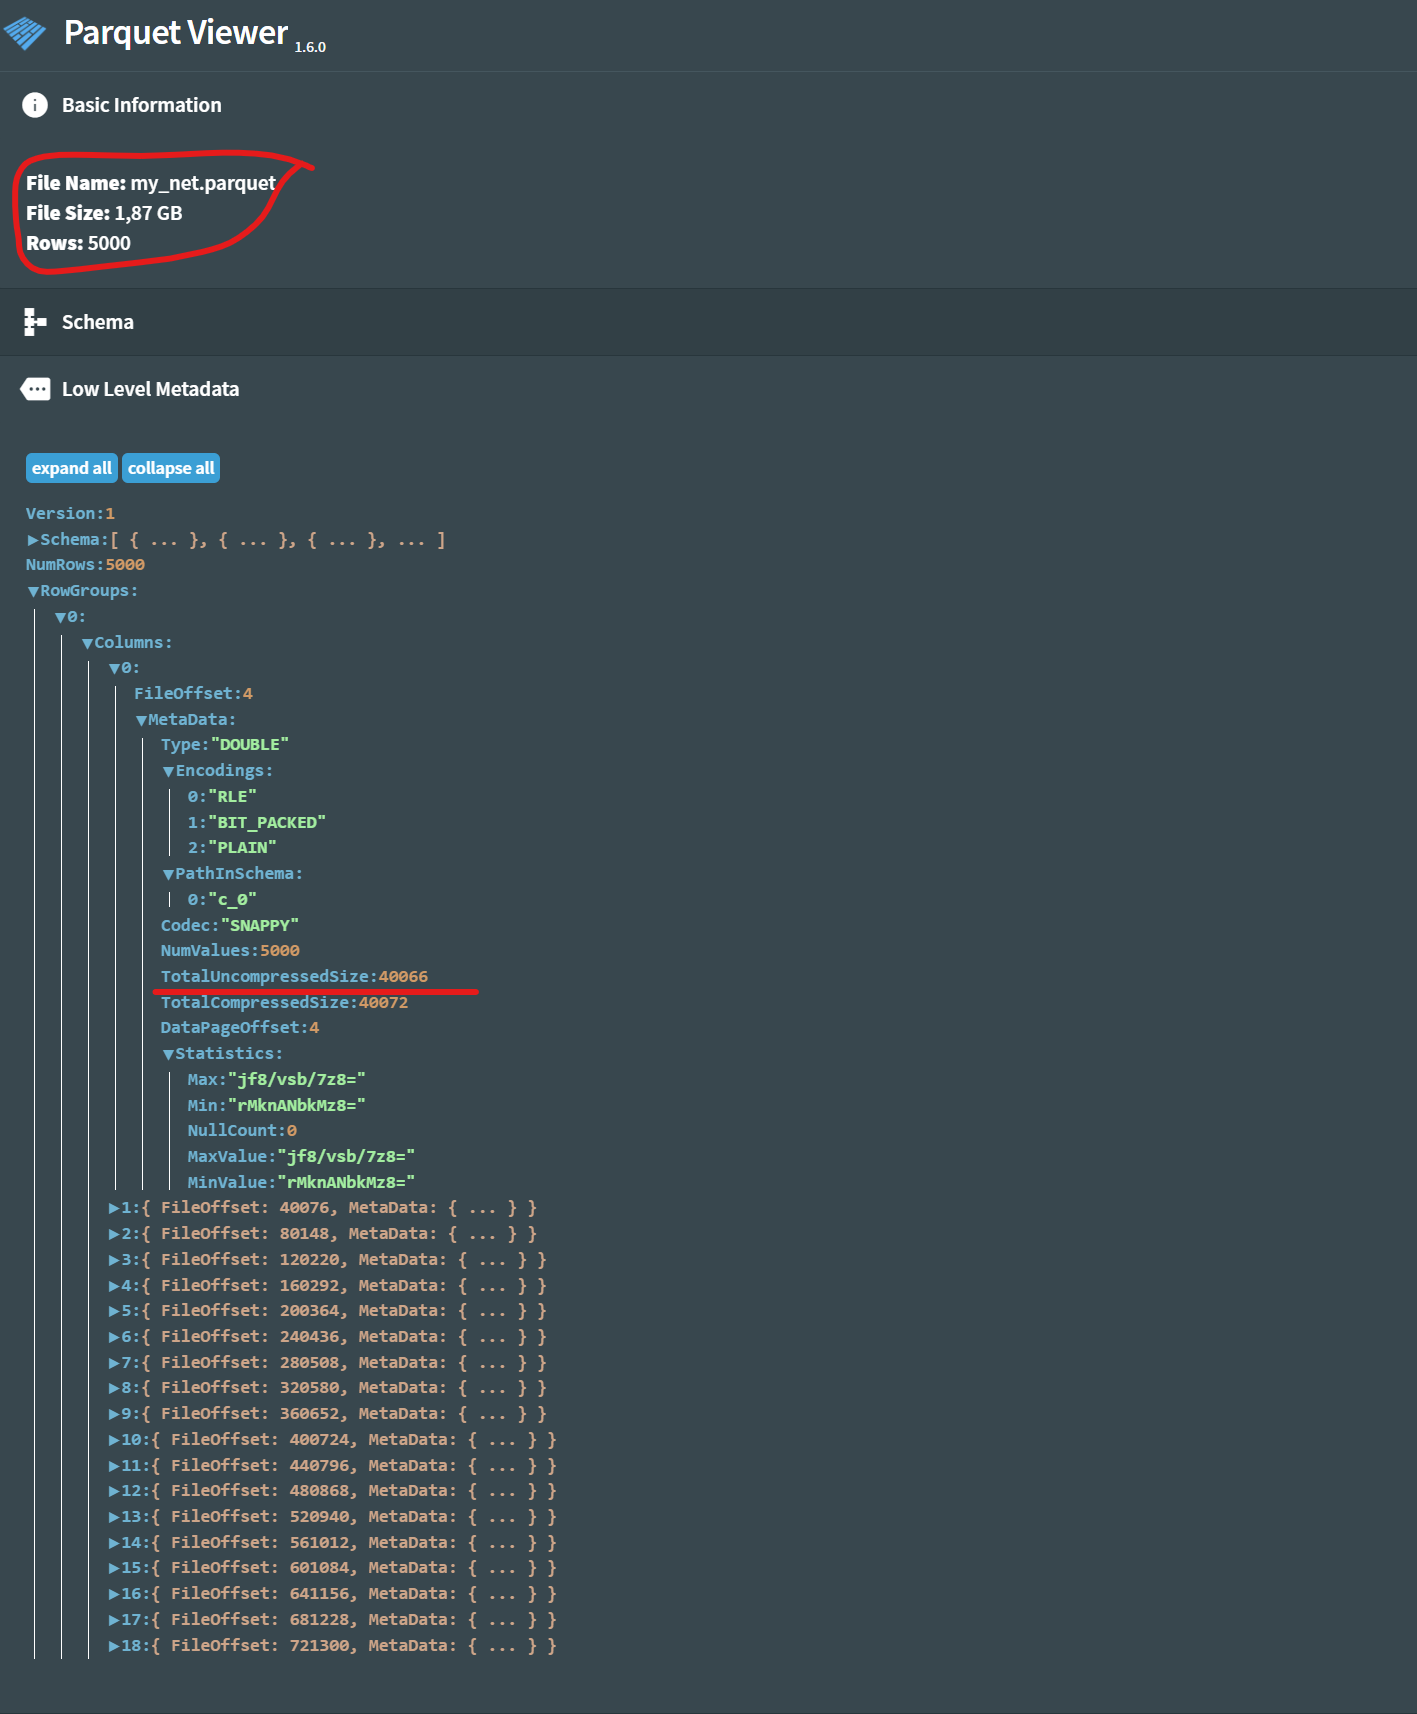 Parquet Viewer 1.6.0
Basic Information
File Name: my_net.parquet
File Size: 1,87 GB
Rows: 5000
Schema
Low Level Metadata
expand all collapse all
Version:1
▶Schema:[ { ... }, { ... }, { ... }, ... ]
NumRows:5000
▼RowGroups:
▼0:
▼Columns:
▼0:
FileOffset:4
▼MetaData:
Type:"DOUBLE"
▼Encodings:
0:"RLE"
1:"BIT_PACKED"
2:"PLAIN"
▼PathInSchema:
0:"c_0"
Codec:"SNAPPY"
NumValues:5000
TotalUncompressedSize:40066
TotalCompressedSize:40072
DataPageOffset:4
▼Statistics:
Max:"jf8/vsb/7z8="
Min:"rMknANbkMz8="
NullCount:0
MaxValue:"jf8/vsb/7z8="
MinValue:"rMknANbkMz8="
▶1:{ FileOffset: 40076, MetaData: { ... } }
▶2:{ FileOffset: 80148, MetaData: { ... } }
▶3:{ FileOffset: 120220, MetaData: { ... } }
▶4:{ FileOffset: 160292, MetaData: { ... } }
▶5:{ FileOffset: 200364, MetaData: { ... } }
▶6:{ FileOffset: 240436, MetaData: { ... } }
▶7:{ FileOffset: 280508, MetaData: { ... } }
▶8:{ FileOffset: 320580, MetaData: { ... } }
▶9:{ FileOffset: 360652, MetaData: { ... } }
▶10:{ FileOffset: 400724, MetaData: { ... } }
▶11:{ FileOffset: 440796, MetaData: { ... } }
▶12:{ FileOffset: 480868, MetaData: { ... } }
▶13:{ FileOffset: 520940, MetaData: { ... } }
▶14:{ FileOffset: 561012, MetaData: { ... } }
▶15:{ FileOffset: 601084, MetaData: { ... } }
▶16:{ FileOffset: 641156, MetaData: { ... } }
▶17:{ FileOffset: 681228, MetaData: { ... } }
▶18:{ FileOffset: 721300, MetaData: { ... } }